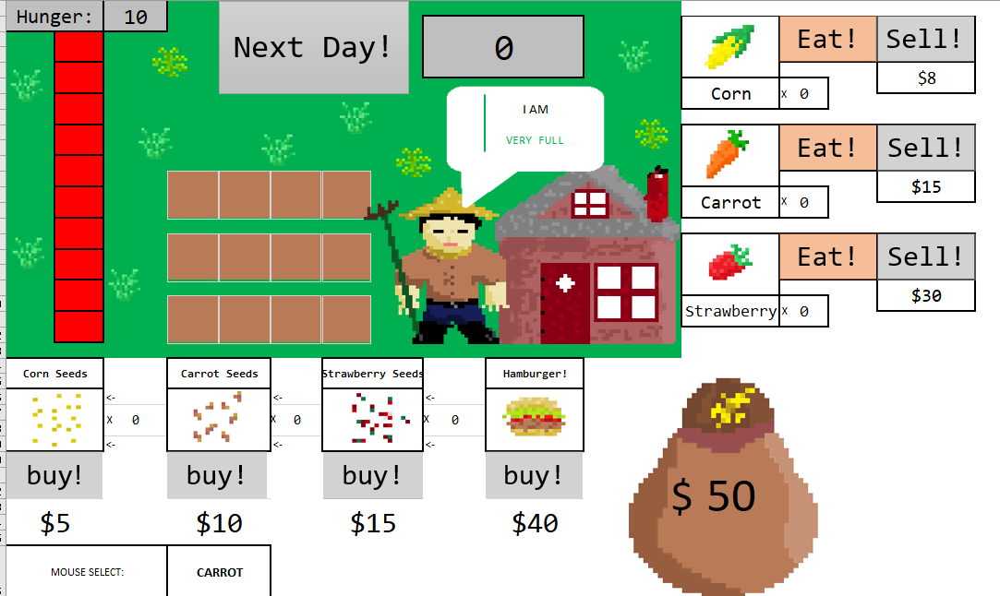 Hunger: 10
Next Day!
0
I AM
VERY FULL
Eat! Sell!
$8
Corn X 0
Eat! Sell!
$15
Carrot X 0
Eat! Sell!
$30
Strawberry X 0
Corn Seeds
<-
X 0
<-
buy!
$5
Carrot Seeds
<-
X 0
<-
buy!
$10
Strawberry Seeds
<-
X 0
<-
buy!
$15
Hamburger!
buy!
$40
$ 50
MOUSE SELECT: CARROT